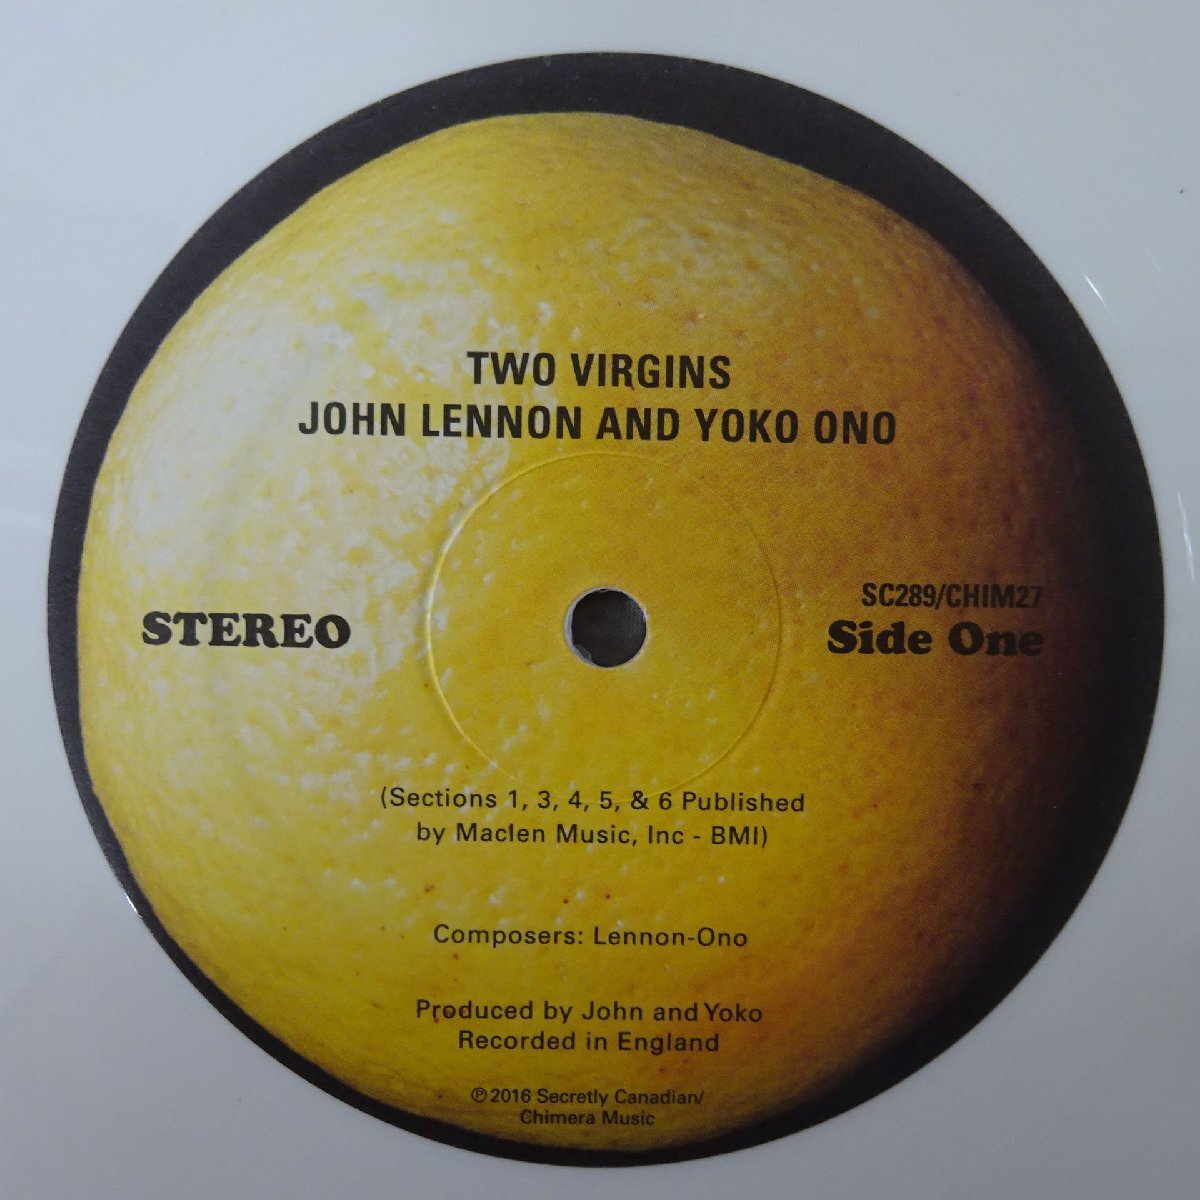 TWO VIRGINS
JOHN LENNON AND YOKO ONO
STEREO
SC289/CHIM27
Side One
(Sections 1, 3, 4, 5, & 6 Published
by Maclen Music, Inc - BMI)
Composers: Lennon-Ono
Produced by John and Yoko
Recorded in England
℗ 2016 Secretly Canadian/
Chimera Music